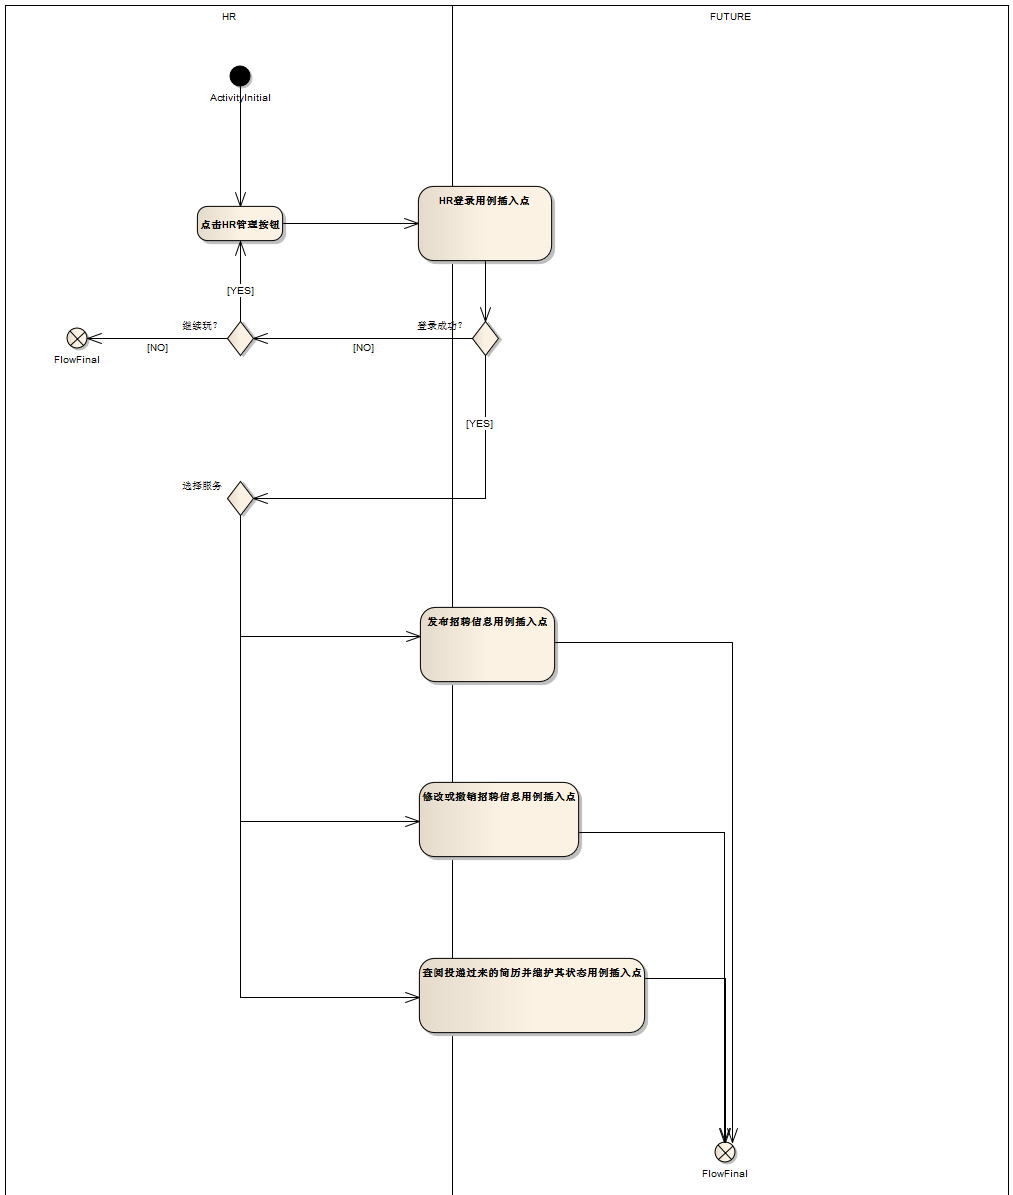 HR
FUTURE
ActivityInitial
点击HR管理按钮
HR登录用例插入点
[YES]
继续玩？
登录成功？
[NO]
[NO]
FlowFinal
[YES]
选择服务
发布招聘信息用例插入点
修改或撤销招聘信息用例插入点
查阅投递过来的简历并维护其状态用例插入点
FlowFinal